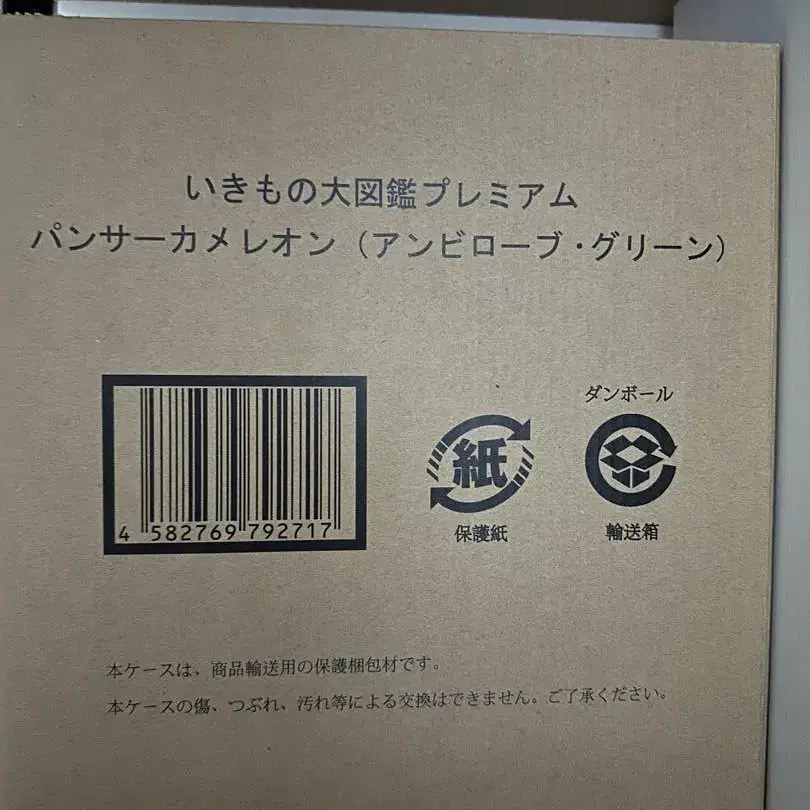 いきもの大図鑑プレミアム
パンサーカメレオン（アンビローブ・グリーン）
ダンボール
紙
4 582769 792717
保護紙
輸送箱
本ケースは、商品輸送用の保護梱包材です。
本ケースの傷、つぶれ、汚れ等による交換はできません。ご了承ください。